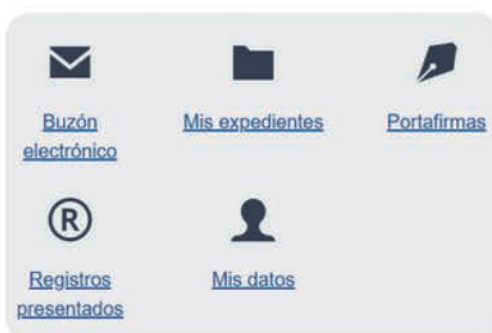 Buzón
electrónico
Mis expedientes
Portafirmas
®
Registros
presentados
Mis datos